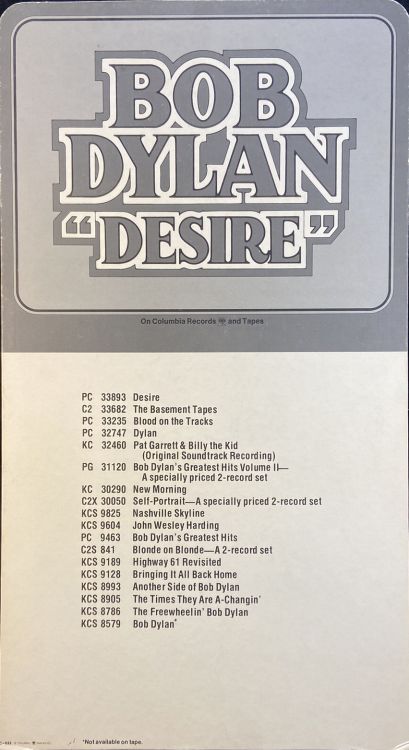 BOB
DYLAN
“DESIRE”
On Columbia Records and Tapes
PC 33893 Desire
C2 33682 The Basement Tapes
PC 33235 Blood on the Tracks
PC 32747 Dylan
KC 32460 Pat Garrett & Billy the Kid
(Original Soundtrack Recording)
PG 31120 Bob Dylan's Greatest Hits Volume II—
A specially priced 2-record set
KC 30290 New Morning
C2X 30050 Self-Portrait—A specially priced 2-record set
KCS 9825 Nashville Skyline
KCS 9604 John Wesley Harding
PC 9463 Bob Dylan's Greatest Hits
C2S 841 Blonde on Blonde—A 2-record set
KCS 9189 Highway 61 Revisited
KCS 9128 Bringing It All Back Home
KCS 8993 Another Side of Bob Dylan
KCS 8905 The Times They Are A-Changin'
KCS 8786 The Freewheelin' Bob Dylan
KCS 8579 Bob Dylan*
*Not available on tape.